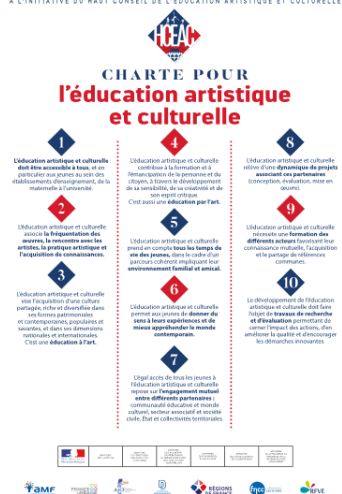 A L'INITIATIVE DU HAUT CONSEIL DE L'ÉDUCATION ARTISTIQUE ET CULTURELLE
HCEAC
CHARTE POUR
l'éducation artistique
et culturelle
1
L'éducation artistique et culturelle
doit être accessible à tous, et en
particulier aux jeunes au sein des
établissements d'enseignement, de la
maternelle à l'université.
2
L'éducation artistique et culturelle
associe la fréquentation des
œuvres, la rencontre avec les
artistes, la pratique artistique et
l'acquisition de connaissances.
3
L'éducation artistique et culturelle
vise l'acquisition d'une culture
partagée, riche et diversifiée dans
ses formes patrimoniales
et contemporaines, populaires et
savantes, et dans ses dimensions
nationales et internationales.
C'est une éducation à l'art.
4
L'éducation artistique et culturelle
contribue à la formation et à
l'émancipation de la personne et du
citoyen, à travers le développement
de sa sensibilité, de sa créativité et de
son esprit critique.
C'est aussi une éducation par l'art.
5
L'éducation artistique et culturelle
prend en compte tous les temps de
vie des jeunes, dans le cadre d'un
parcours cohérent impliquant leur
environnement familial et amical.
6
L'éducation artistique et culturelle
permet aux jeunes de donner du
sens à leurs expériences et de
mieux appréhender le monde
contemporain.
7
L'égal accès de tous les jeunes à
l'éducation artistique et culturelle
repose sur l'engagement mutuel
entre différents partenaires :
communauté éducative et monde
culturel, secteur associatif et société
civile, État et collectivités territoriales.
8
L'éducation artistique et culturelle
relève d'une dynamique de projets
associant ces partenaires
(conception, évaluation, mise en
œuvre).
9
L'éducation artistique et culturelle
nécessite une formation des
différents acteurs favorisant leur
connaissance mutuelle, l'acquisition
et le partage de références
communes.
10
Le développement de l'éducation
artistique et culturelle doit faire
l'objet de travaux de recherche
et d'évaluation permettant de
cerner l'impact des actions, d'en
améliorer la qualité et d'encourager
les démarches innovantes.
AMF
RÉGIONS
DE FRANCE
fncc
RFVE